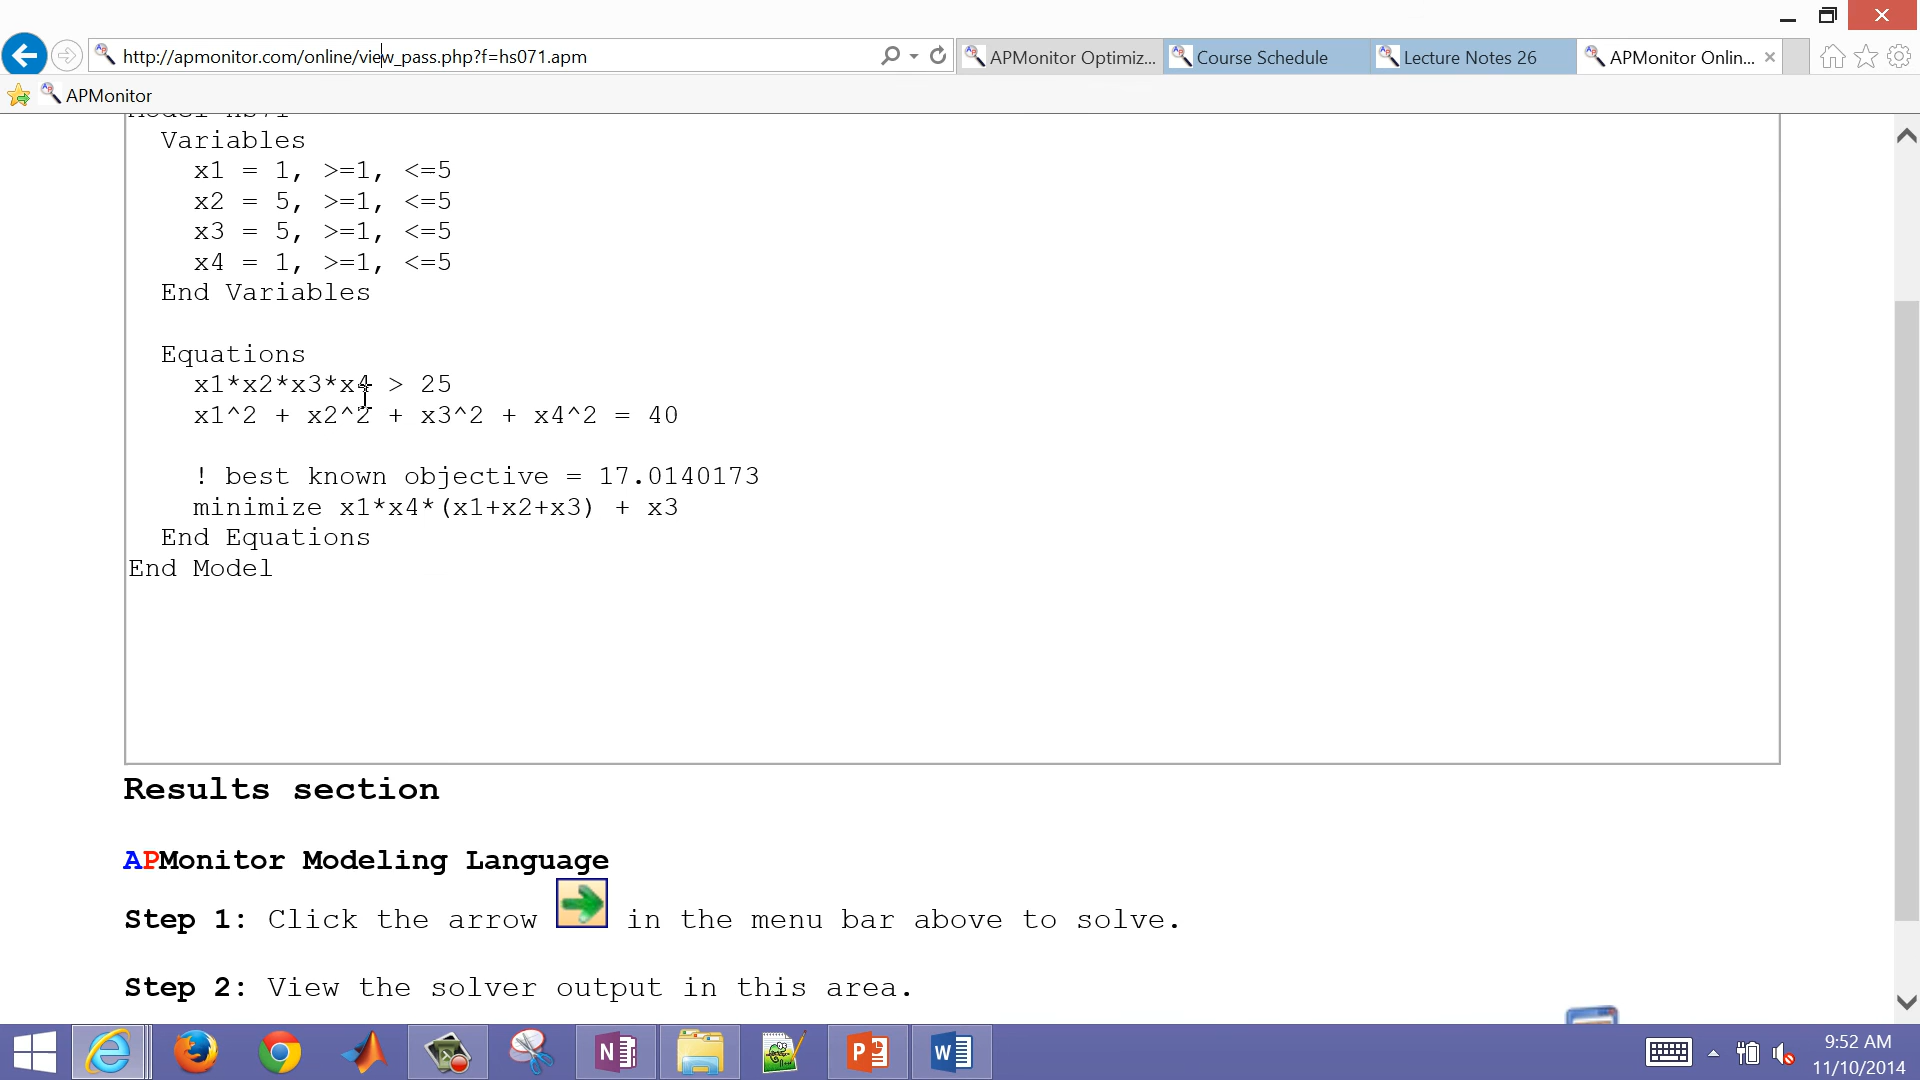 http://apmonitor.com/online/view_pass.php?f=hs071.apm
APMonitor Optimiz...
Course Schedule
Lecture Notes 26
APMonitor Onlin...
APMonitor
Variables
x1 = 1, >=1, <=5
x2 = 5, >=1, <=5
x3 = 5, >=1, <=5
x4 = 1, >=1, <=5
End Variables
Equations
x1*x2*x3*x4 > 25
x1^2 + x2^2 + x3^2 + x4^2 = 40
! best known objective = 17.0140173
minimize x1*x4*(x1+x2+x3) + x3
End Equations
End Model
Results section
APMonitor Modeling Language
Step 1: Click the arrow in the menu bar above to solve.
Step 2: View the solver output in this area.
9:52 AM
11/10/2014